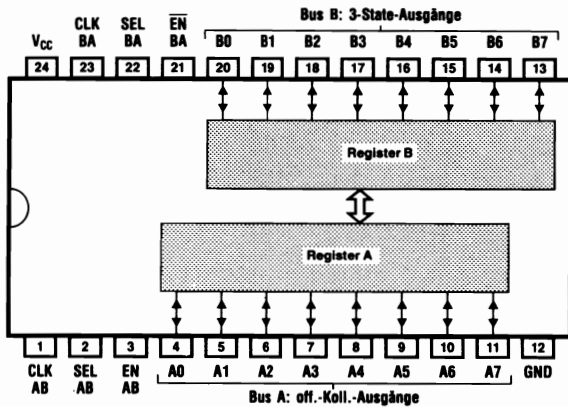 Bus B: 3-State-Ausgänge
CLK SEL EN
VCC BA BA BA B0 B1 B2 B3 B4 B5 B6 B7
24 23 22 21 20 19 18 17 16 15 14 13
Register B
Register A
1 2 3 4 5 6 7 8 9 10 11 12
CLK SEL EN A0 A1 A2 A3 A4 A5 A6 A7 GND
AB AB AB
Bus A: off.-Koll.-Ausgänge